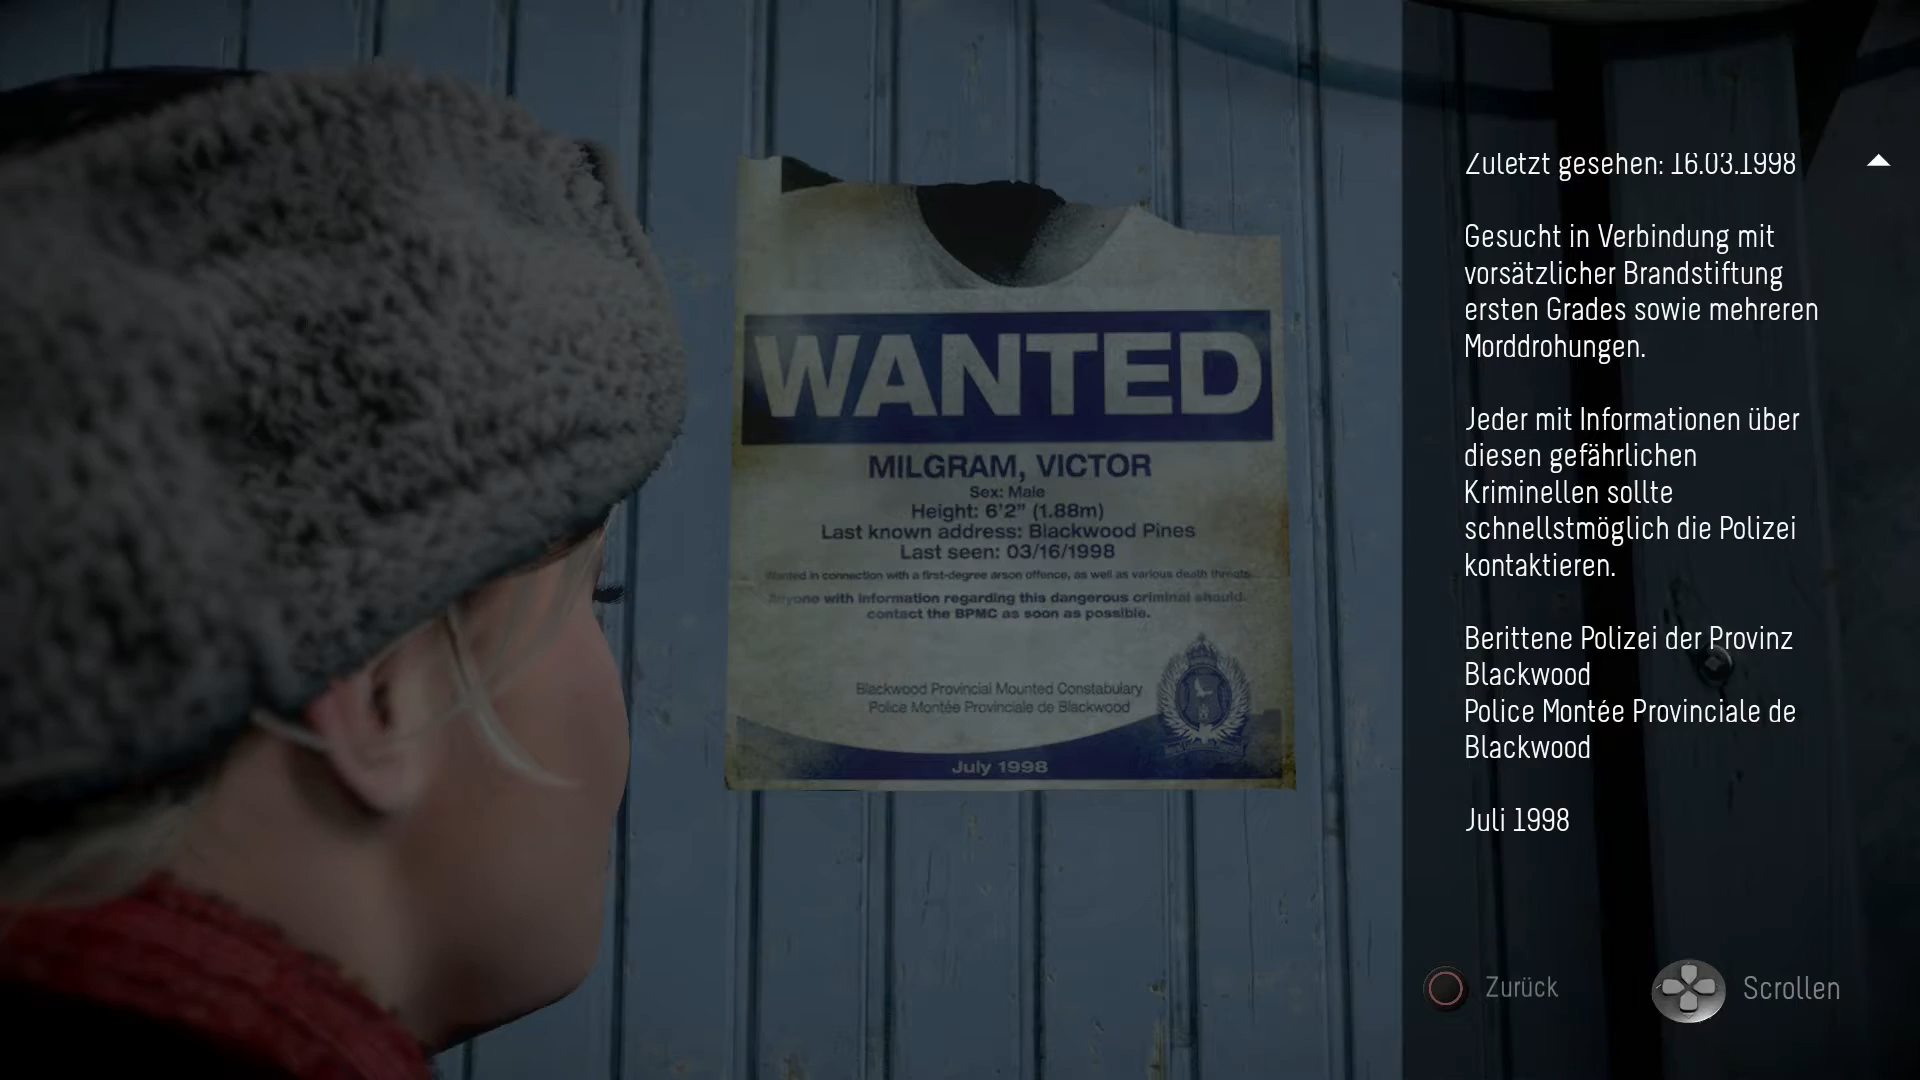 WANTED
MILGRAM, VICTOR
Sex: Male
Height: 6'2" (1.88m)
Last known address: Blackwood Pines
Last seen: 03/16/1998
Wanted in connection with a first-degree arson offence, as well as various death threats.
Anyone with information regarding this dangerous criminal should
contact the BPMC as soon as possible.
Blackwood Provincial Mounted Constabulary
Police Montée Provinciale de Blackwood
July 1998
Zuletzt gesehen: 16.03.1998
Gesucht in Verbindung mit
vorsätzlicher Brandstiftung
ersten Grades sowie mehreren
Morddrohungen.
Jeder mit Informationen über
diesen gefährlichen
Kriminellen sollte
schnellstmöglich die Polizei
kontaktieren.
Berittene Polizei der Provinz
Blackwood
Police Montée Provinciale de
Blackwood
Juli 1998
Zurück
Scrollen